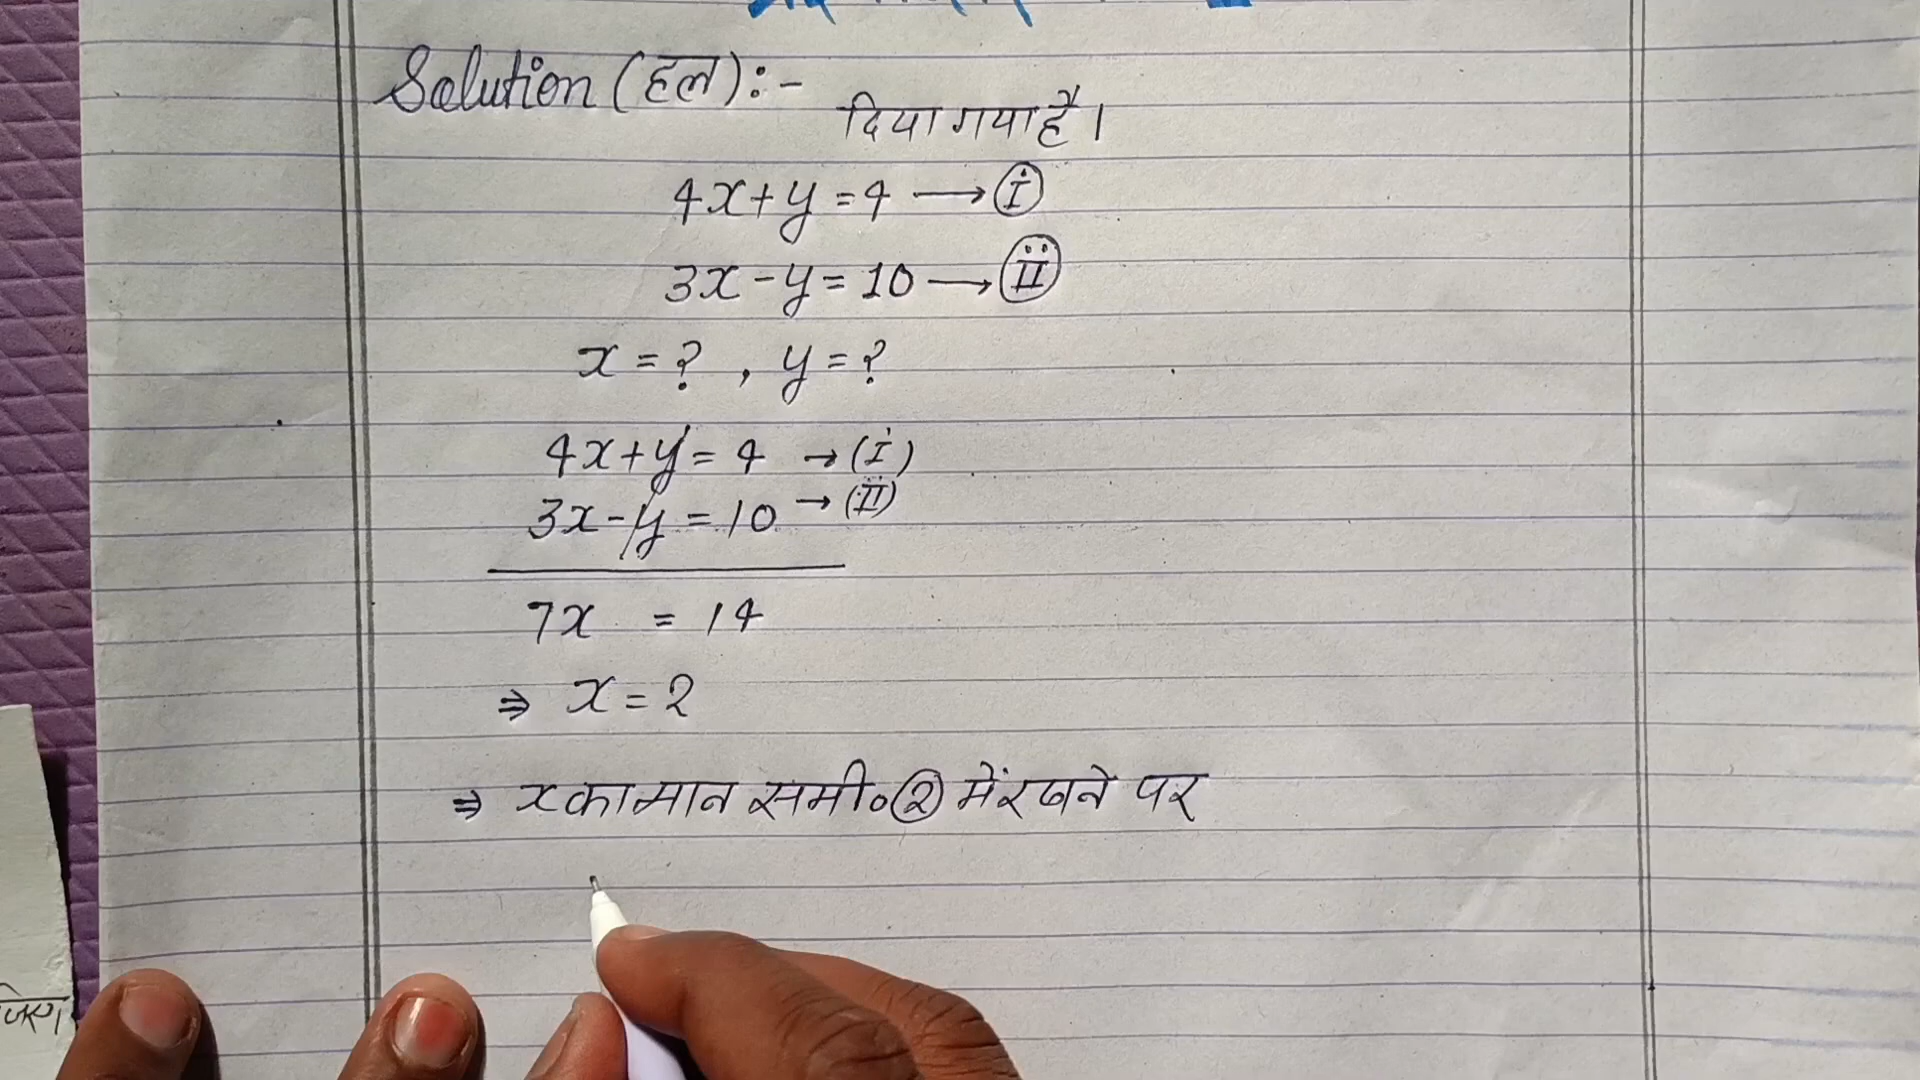 Solution (हल):-
दिया गया है।
4x+y=4 → (i)
3x-y=10 → (ii)
x=? , y=?
4x+y=4 → (i)
3x-y=10 → (ii)
7x = 14
⇒ x=2
⇒ x का मान समी० (2) में रखने पर